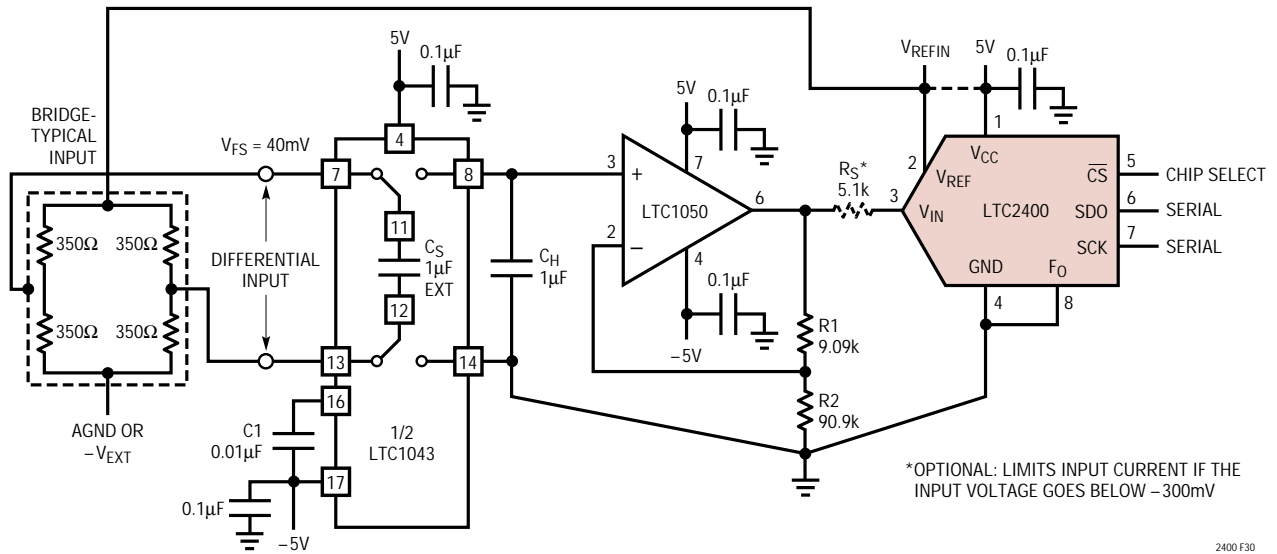 5V
0.1µF
VREFIN
5V
0.1µF
BRIDGE-
TYPICAL
INPUT
VFS = 40mV
4
5V
0.1µF
1
7
8
3
+
7
RS*
5.1k
2
VCC
VREF
CS
5
CHIP SELECT
350Ω
350Ω
DIFFERENTIAL
INPUT
11
CS
1µF
EXT
CH
1µF
LTC1050
6
3
VIN
LTC2400
SDO
6
SERIAL
2
–
SCK
7
SERIAL
12
4
0.1µF
GND
FO
350Ω
350Ω
4
8
13
14
–5V
R1
9.09k
16
AGND OR
–VEXT
C1
0.01µF
1/2
LTC1043
R2
90.9k
17
0.1µF
–5V
*OPTIONAL: LIMITS INPUT CURRENT IF THE
INPUT VOLTAGE GOES BELOW –300mV
2400 F30